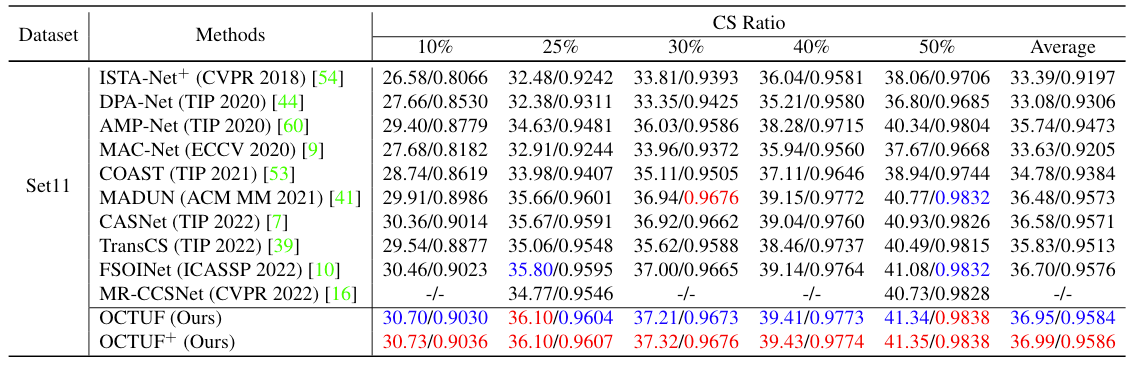 Dataset Methods CS Ratio
10% 25% 30% 40% 50% Average
Set11
ISTA-Net+ (CVPR 2018) [54] 26.58/0.8066 32.48/0.9242 33.81/0.9393 36.04/0.9581 38.06/0.9706 33.39/0.9197
DPA-Net (TIP 2020) [44] 27.66/0.8530 32.38/0.9311 33.35/0.9425 35.21/0.9580 36.80/0.9685 33.08/0.9306
AMP-Net (TIP 2020) [60] 29.40/0.8779 34.63/0.9481 36.03/0.9586 38.28/0.9715 40.34/0.9804 35.74/0.9473
MAC-Net (ECCV 2020) [9] 27.68/0.8182 32.91/0.9244 33.96/0.9372 35.94/0.9560 37.67/0.9668 33.63/0.9205
COAST (TIP 2021) [53] 28.74/0.8619 33.98/0.9407 35.11/0.9505 37.11/0.9646 38.94/0.9744 34.78/0.9384
MADUN (ACM MM 2021) [41] 29.91/0.8986 35.66/0.9601 36.94/0.9676 39.15/0.9772 40.77/0.9832 36.48/0.9573
CASNet (TIP 2022) [7] 30.36/0.9014 35.67/0.9591 36.92/0.9662 39.04/0.9760 40.93/0.9826 36.58/0.9571
TransCS (TIP 2022) [39] 29.54/0.8877 35.06/0.9548 35.62/0.9588 38.46/0.9737 40.49/0.9815 35.83/0.9513
FSOINet (ICASSP 2022) [10] 30.46/0.9023 35.80/0.9595 37.00/0.9665 39.14/0.9764 41.08/0.9832 36.70/0.9576
MR-CCSNet (CVPR 2022) [16] -/- 34.77/0.9546 -/- -/- 40.73/0.9828 -/-
OCTUF (Ours) 30.70/0.9030 36.10/0.9604 37.21/0.9673 39.41/0.9773 41.34/0.9838 36.95/0.9584
OCTUF+ (Ours) 30.73/0.9036 36.10/0.9607 37.32/0.9676 39.43/0.9774 41.35/0.9838 36.99/0.9586